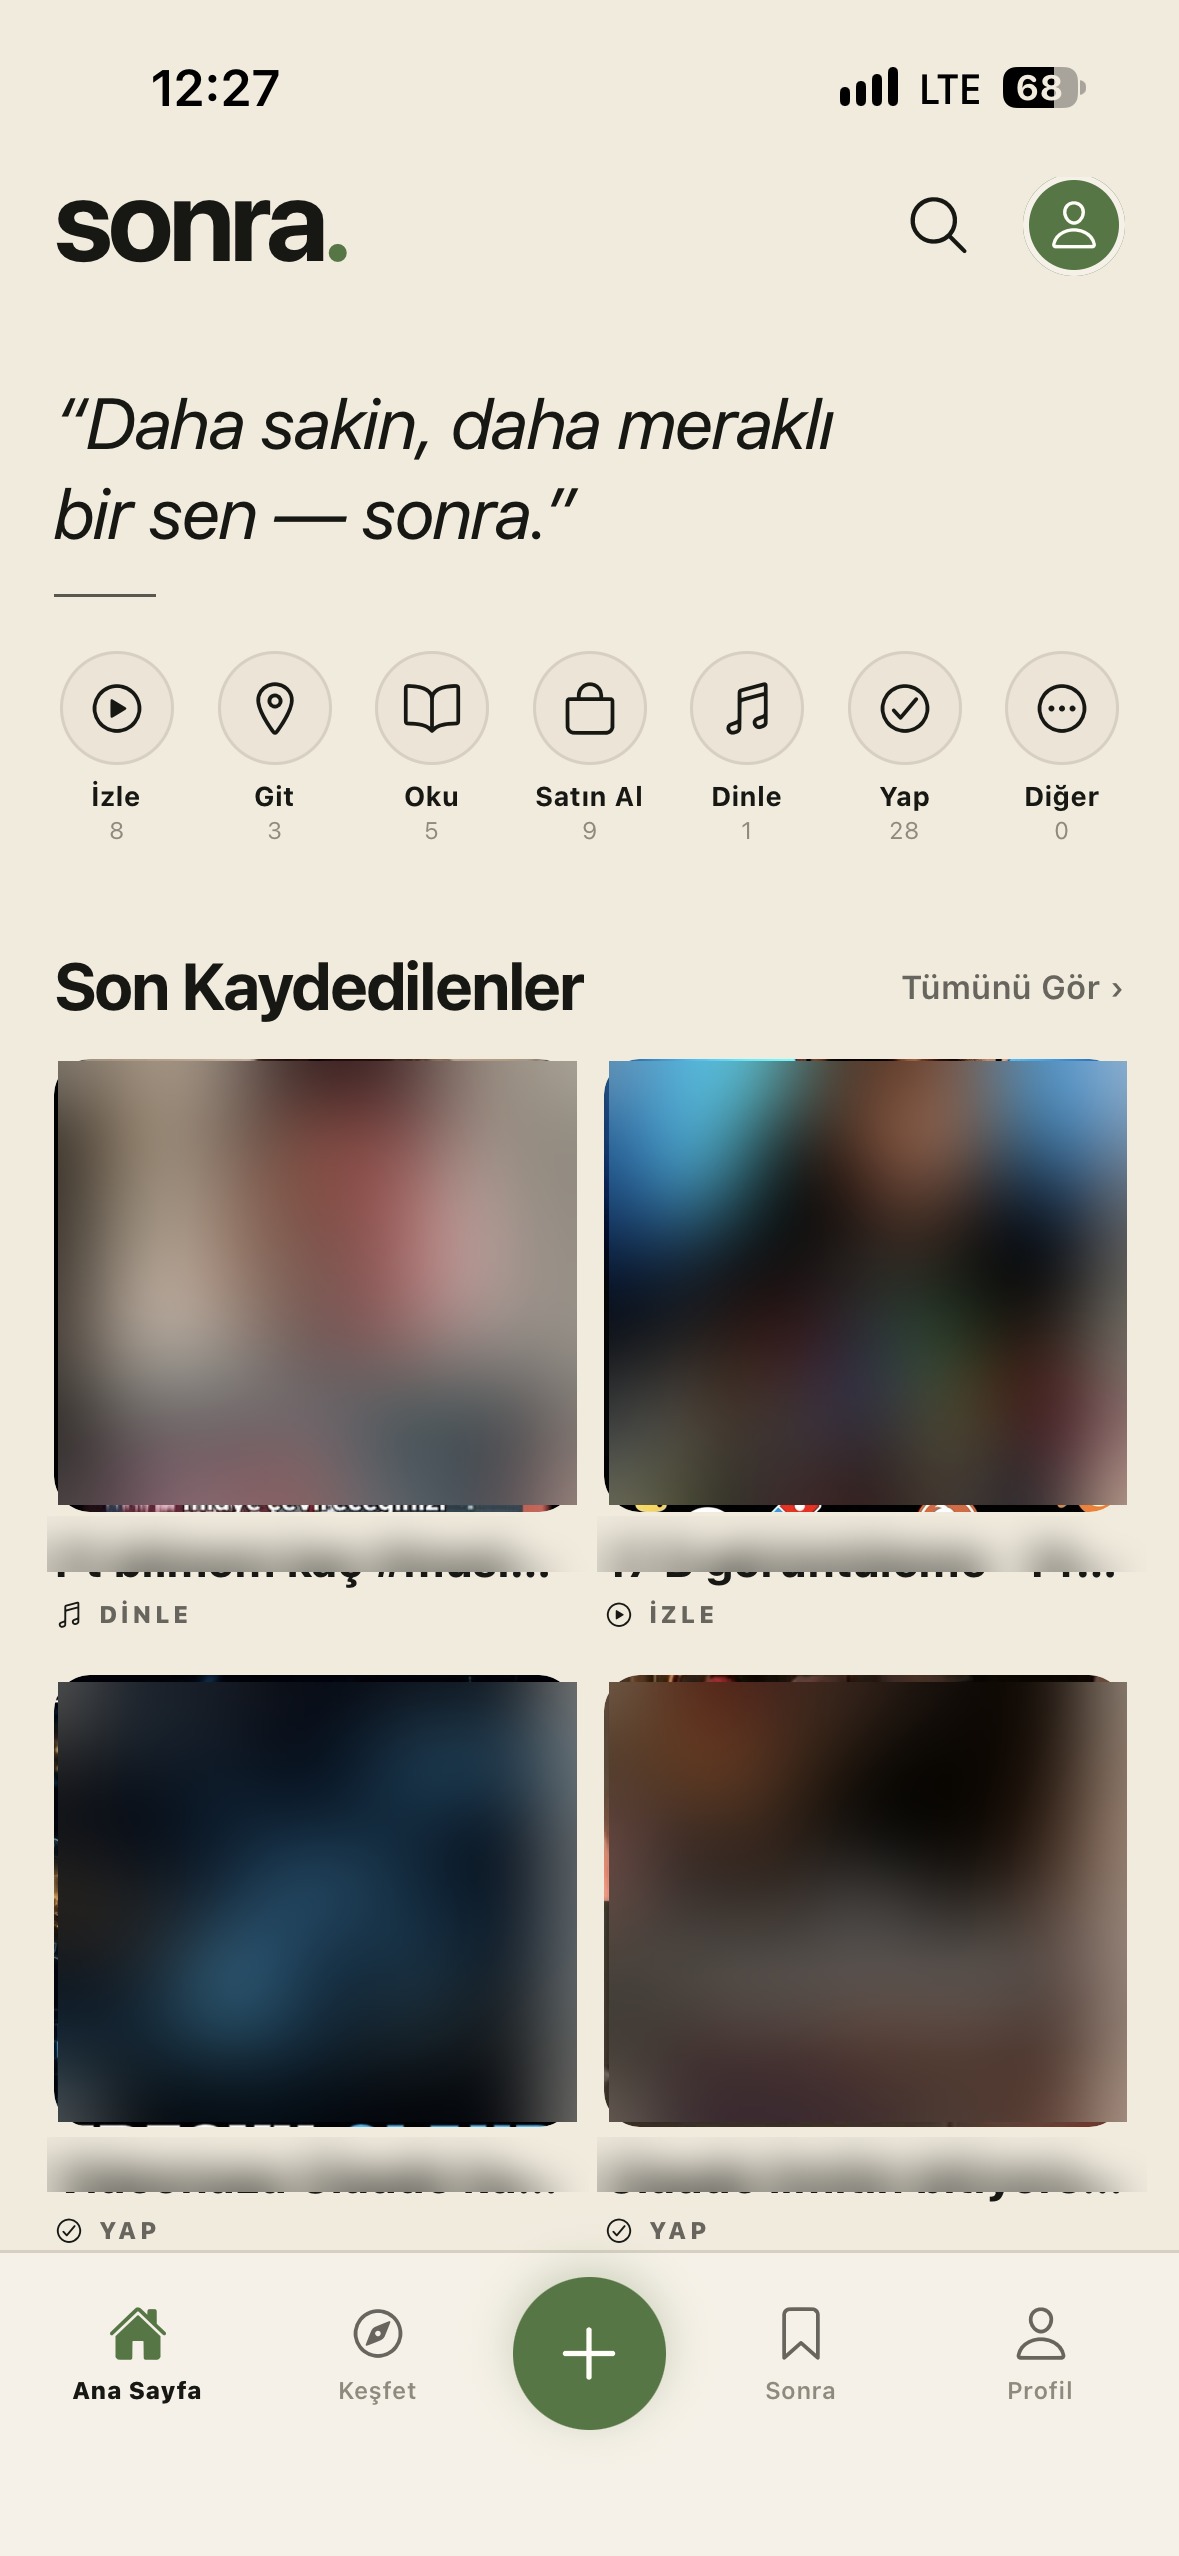 12:27 LTE 68
sonra.
“Daha sakin, daha meraklı
bir sen — sonra.”
İzle Git Oku Satın Al Dinle Yap Diğer
8 3 5 9 1 28 0
Son Kaydedilenler Tümünü Gör ›
DİNLE İZLE
YAP YAP
Ana Sayfa Keşfet Sonra Profil